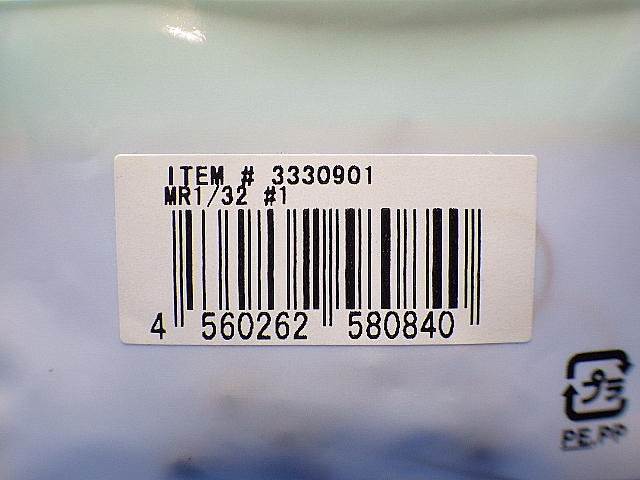 ITEM # 3330901
MR1/32 #1
4 560262 580840
プラ
PE,PP